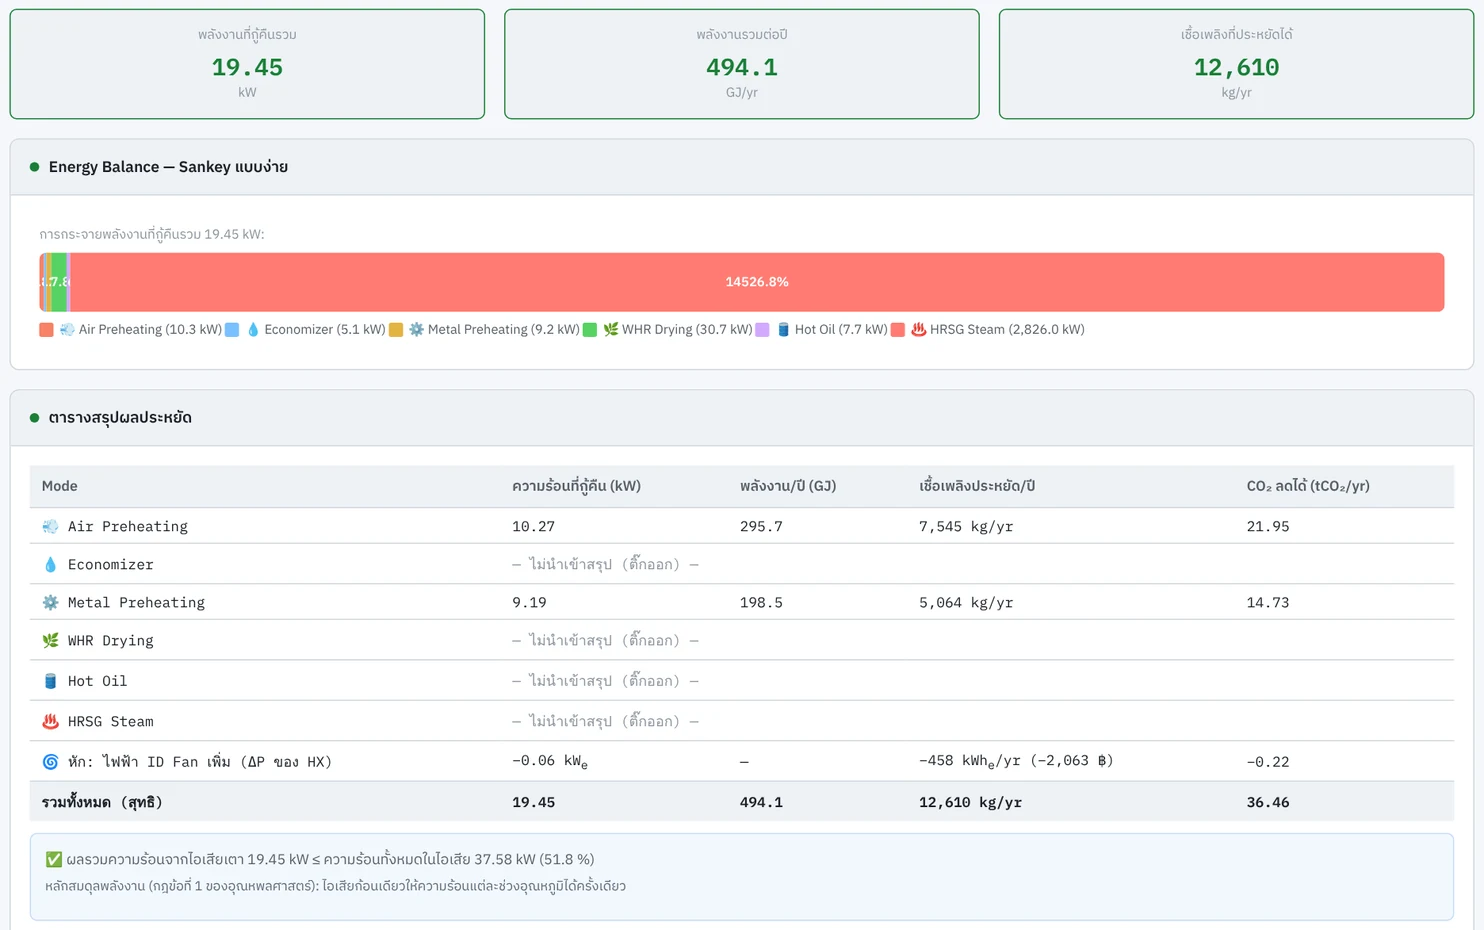 พลังงานที่กู้คืนรวม
19.45
kW
พลังงานรวมต่อปี
494.1
GJ/yr
เชื้อเพลิงที่ประหยัดได้
12,610
kg/yr
Energy Balance — Sankey แบบง่าย
การกระจายพลังงานที่กู้คืนรวม 19.45 kW:
14526.8%
Air Preheating (10.3 kW) Economizer (5.1 kW) Metal Preheating (9.2 kW) WHR Drying (30.7 kW) Hot Oil (7.7 kW) HRSG Steam (2,826.0 kW)
ตารางสรุปผลประหยัด
Mode ความร้อนที่กู้คืน (kW) พลังงาน/ปี (GJ) เชื้อเพลิงประหยัด/ปี CO₂ ลดได้ (tCO₂/yr)
Air Preheating 10.27 295.7 7,545 kg/yr 21.95
Economizer — ไม่นำเข้าสรุป (ติ๊กออก) —
Metal Preheating 9.19 198.5 5,064 kg/yr 14.73
WHR Drying — ไม่นำเข้าสรุป (ติ๊กออก) —
Hot Oil — ไม่นำเข้าสรุป (ติ๊กออก) —
HRSG Steam — ไม่นำเข้าสรุป (ติ๊กออก) —
หัก: ไฟฟ้า ID Fan เพิ่ม (ΔP ของ HX) −0.06 kWₑ — −458 kWhₑ/yr (−2,063 ฿) −0.22
รวมทั้งหมด (สุทธิ) 19.45 494.1 12,610 kg/yr 36.46
✅ ผลรวมความร้อนจากไอเสียเตา 19.45 kW ≤ ความร้อนทั้งหมดในไอเสีย 37.58 kW (51.8 %)
หลักสมดุลพลังงาน (กฎข้อที่ 1 ของอุณหพลศาสตร์): ไอเสียก้อนเดียวให้ความร้อนแต่ละช่วงอุณหภูมิได้ครั้งเดียว